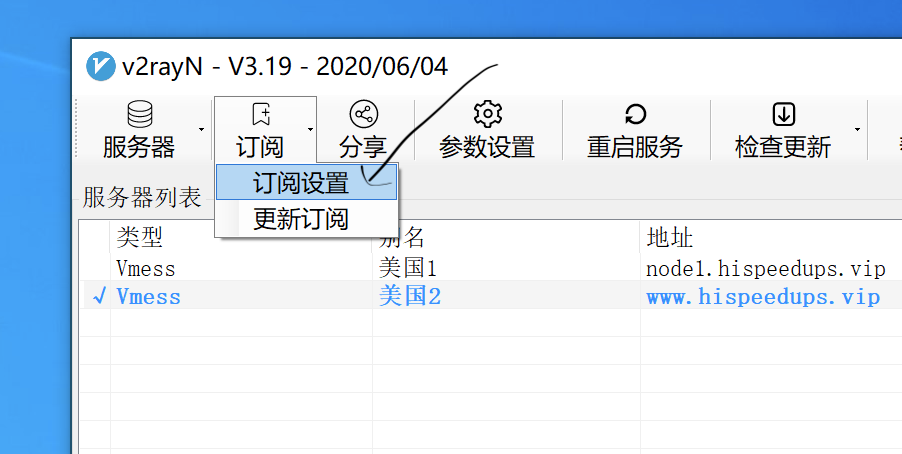 v2rayN - V3.19 - 2020/06/04
服务器 订阅 分享 参数设置 重启服务 检查更新
订阅设置
更新订阅
服务器列表
类型 别名 地址
Vmess 美国1 node1.hispeedups.vip
√ Vmess 美国2 www.hispeedups.vip